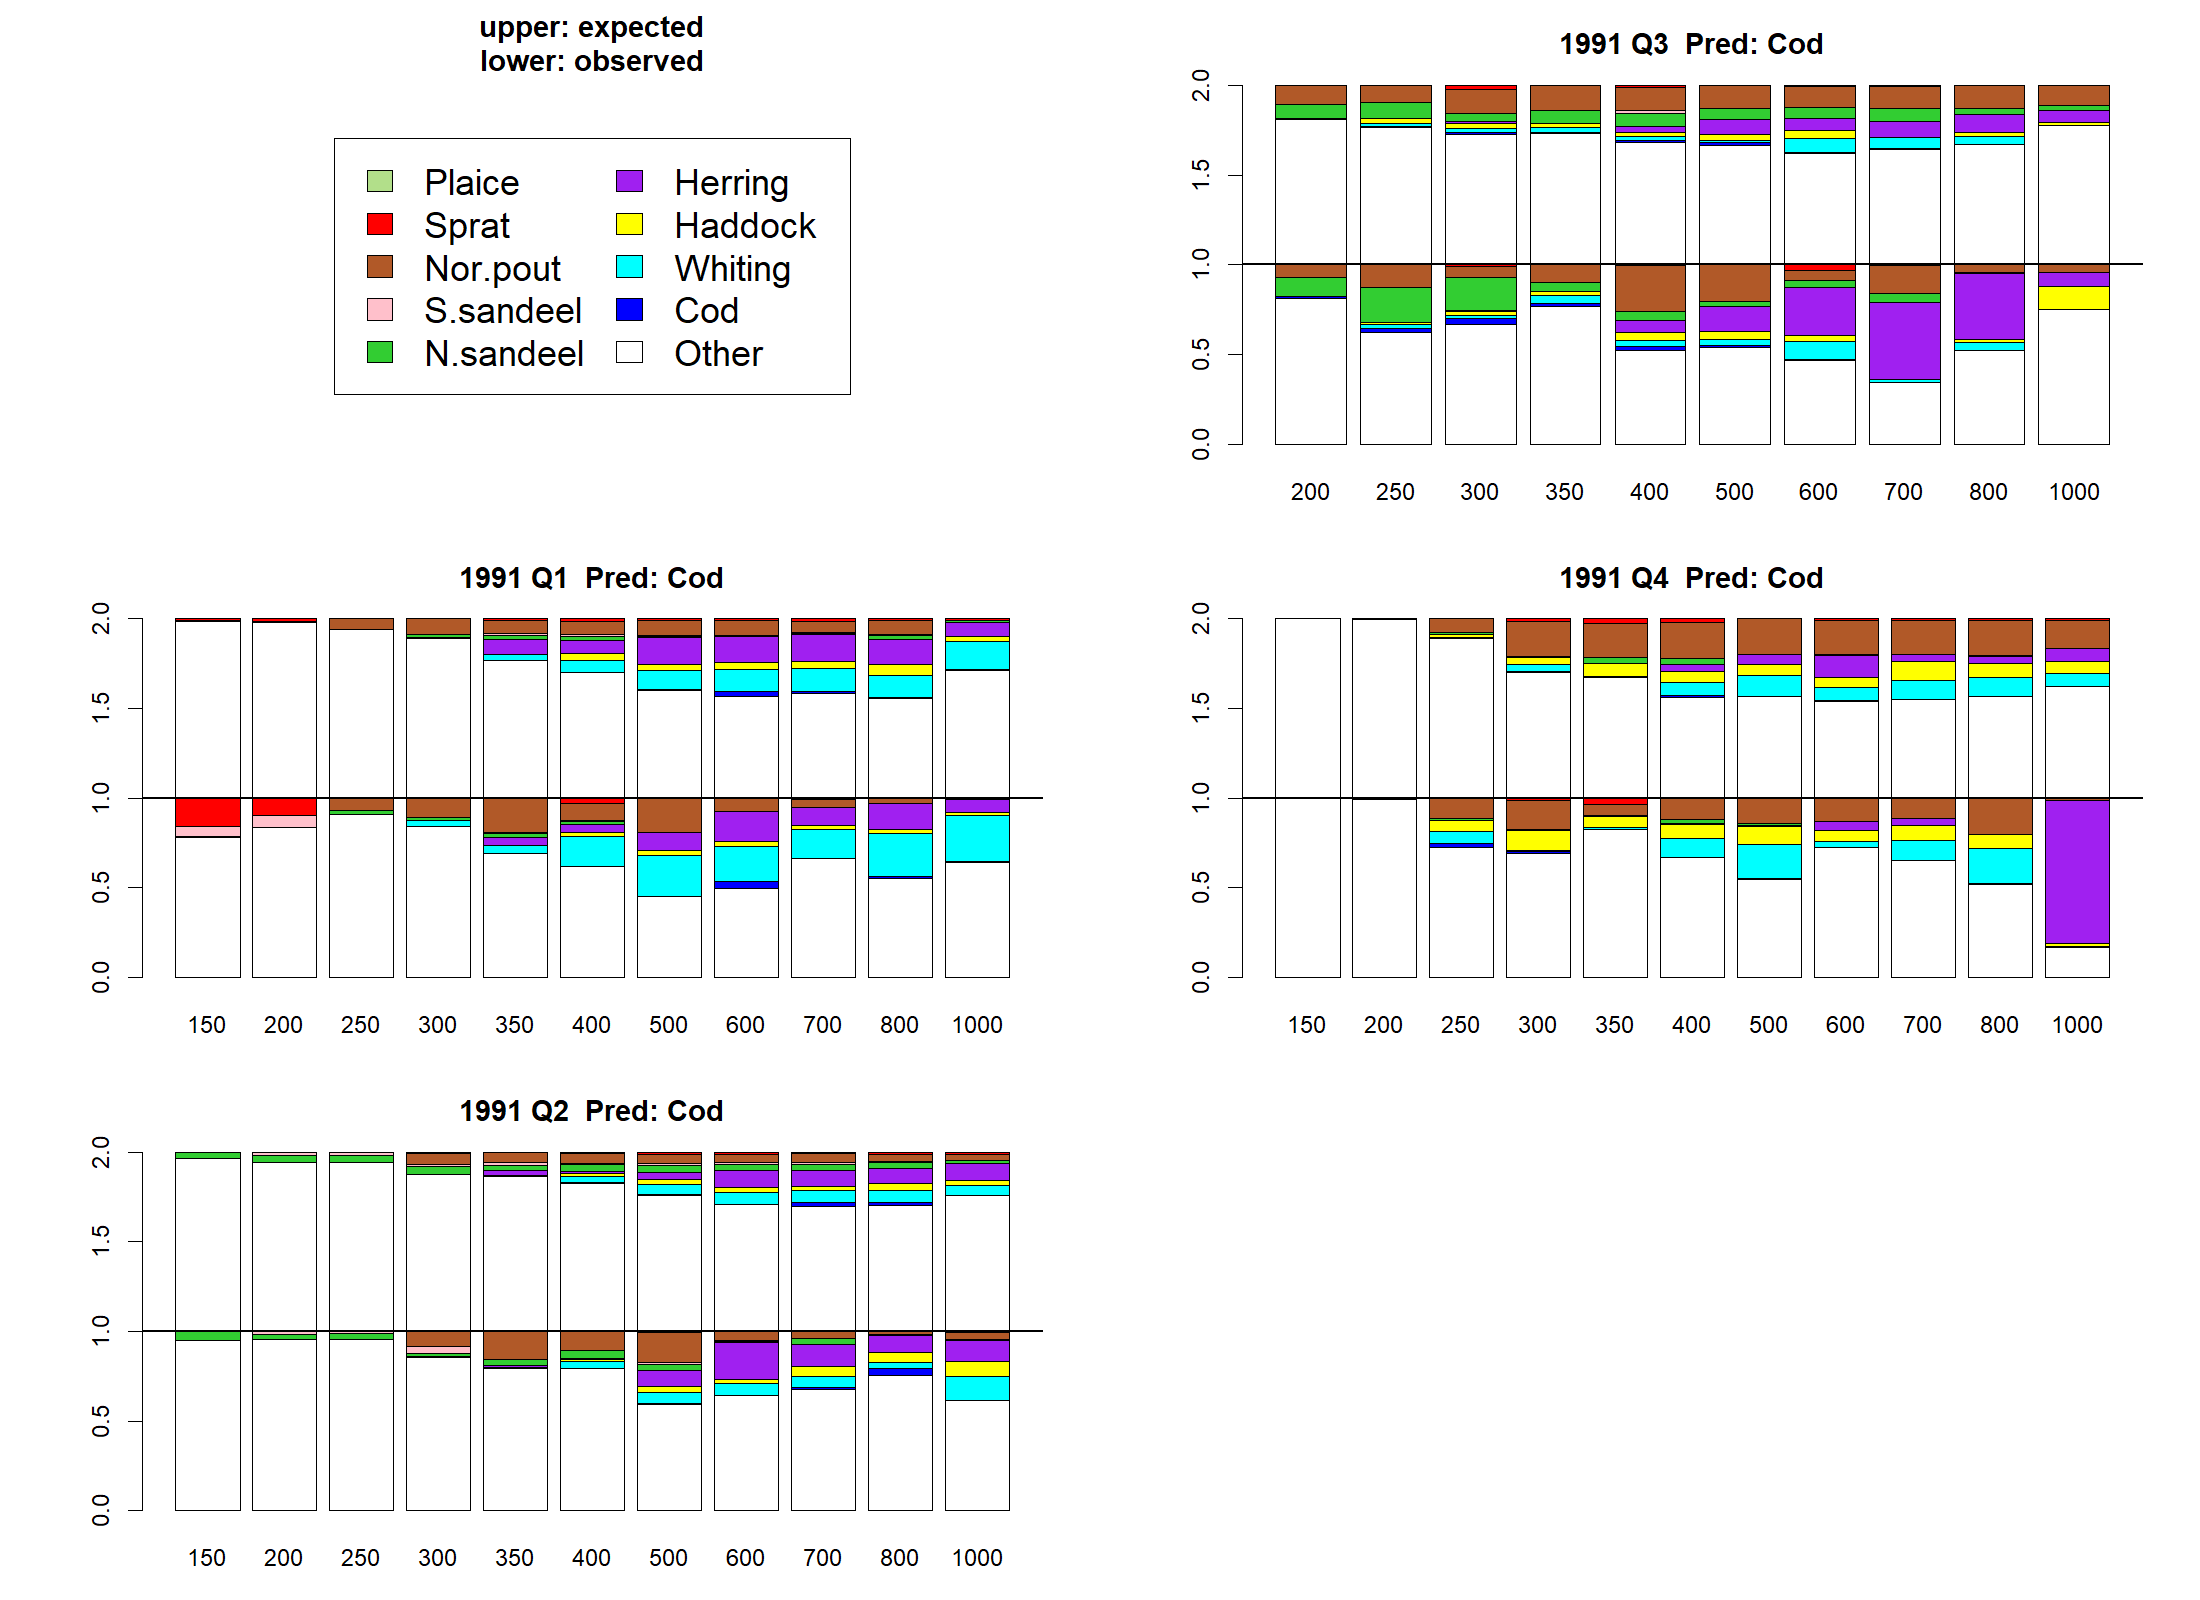 upper: expected
lower: observed
Plaice
Sprat
Nor.pout
S.sandeel
N.sandeel
Herring
Haddock
Whiting
Cod
Other
1991 Q3 Pred: Cod
2.0
1.5
1.0
0.5
0.0
200 250 300 350 400 500 600 700 800 1000
1991 Q1 Pred: Cod
2.0
1.5
1.0
0.5
0.0
150 200 250 300 350 400 500 600 700 800 1000
1991 Q4 Pred: Cod
2.0
1.5
1.0
0.5
0.0
150 200 250 300 350 400 500 600 700 800 1000
1991 Q2 Pred: Cod
2.0
1.5
1.0
0.5
0.0
150 200 250 300 350 400 500 600 700 800 1000